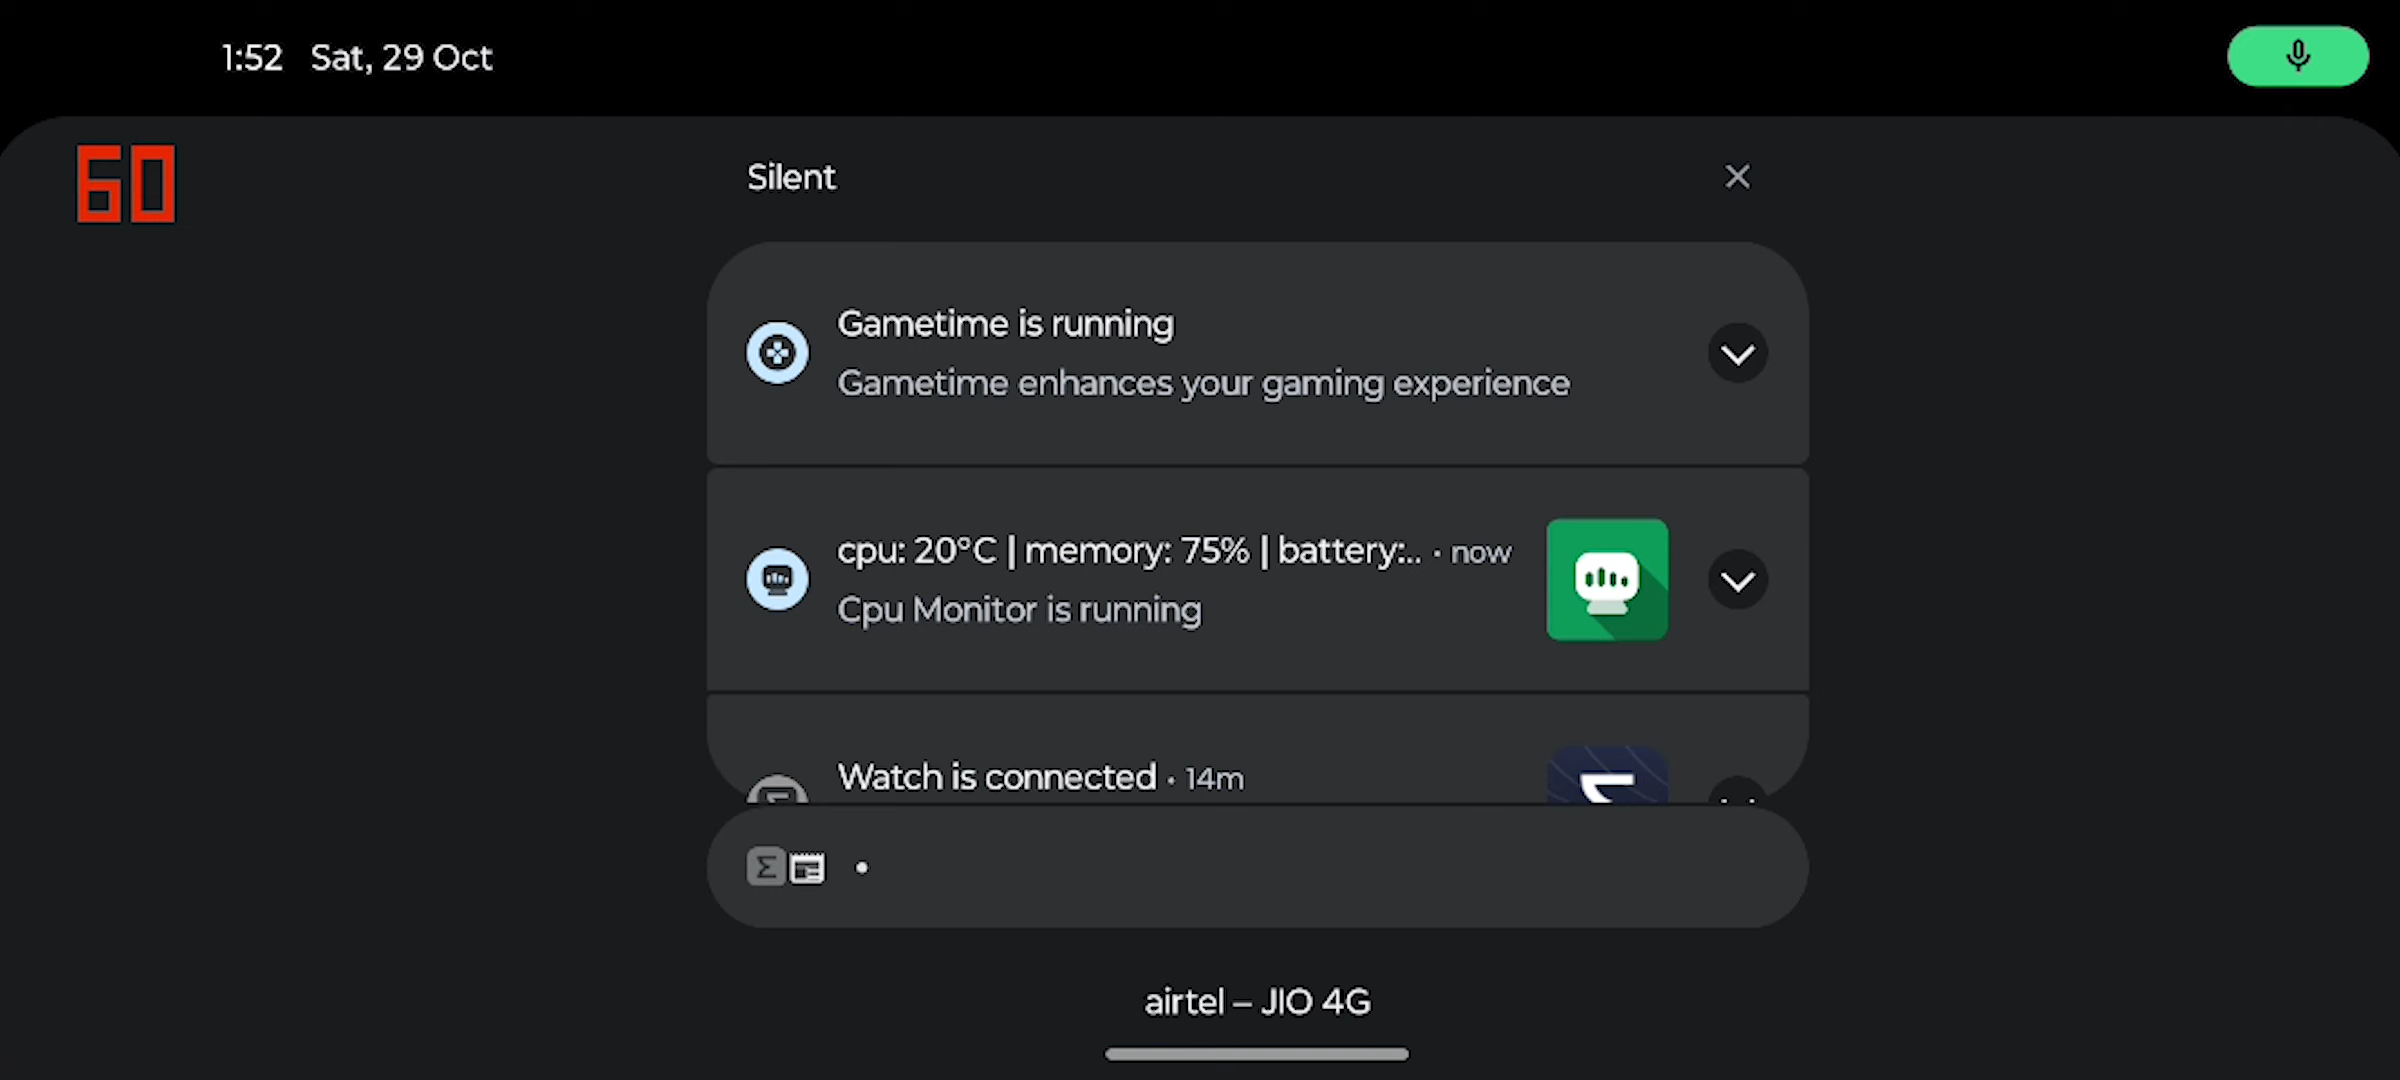 1:52 Sat, 29 Oct
60
Silent
Gametime is running
Gametime enhances your gaming experience
cpu: 20°C | memory: 75% | battery:.. · now
Cpu Monitor is running
Watch is connected · 14m
airtel – JIO 4G